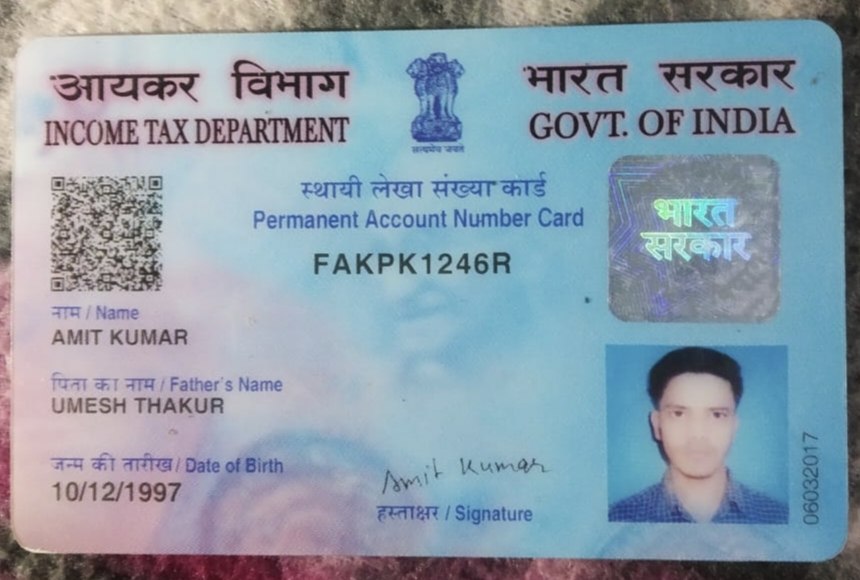 आयकर विभाग
INCOME TAX DEPARTMENT
सत्यमेव जयते
भारत सरकार
GOVT. OF INDIA
स्थायी लेखा संख्या कार्ड
Permanent Account Number Card
FAKPK1246R
भारत
सरकार
नाम / Name
AMIT KUMAR
पिता का नाम / Father's Name
UMESH THAKUR
जन्म की तारीख / Date of Birth
10/12/1997
Amit Kumar
हस्ताक्षर / Signature
06032017